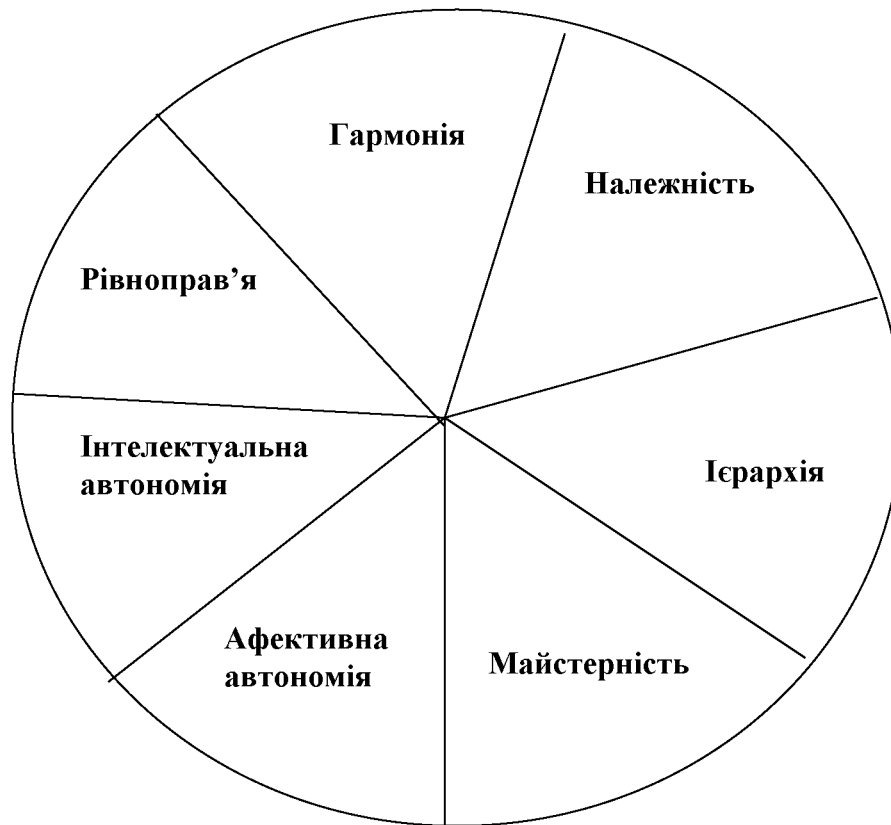 Гармонія
Належність
Рівноправ’я
Інтелектуальна
автономія
Ієрархія
Афективна
автономія
Майстерність